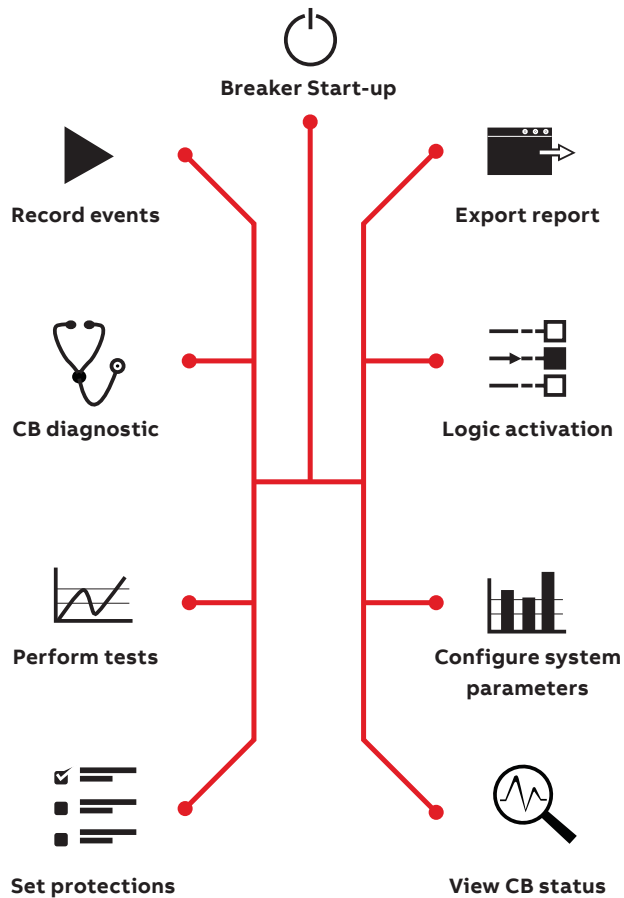 Breaker Start-up
Record events
Export report
CB diagnostic
Logic activation
Perform tests
Configure system
parameters
Set protections
View CB status